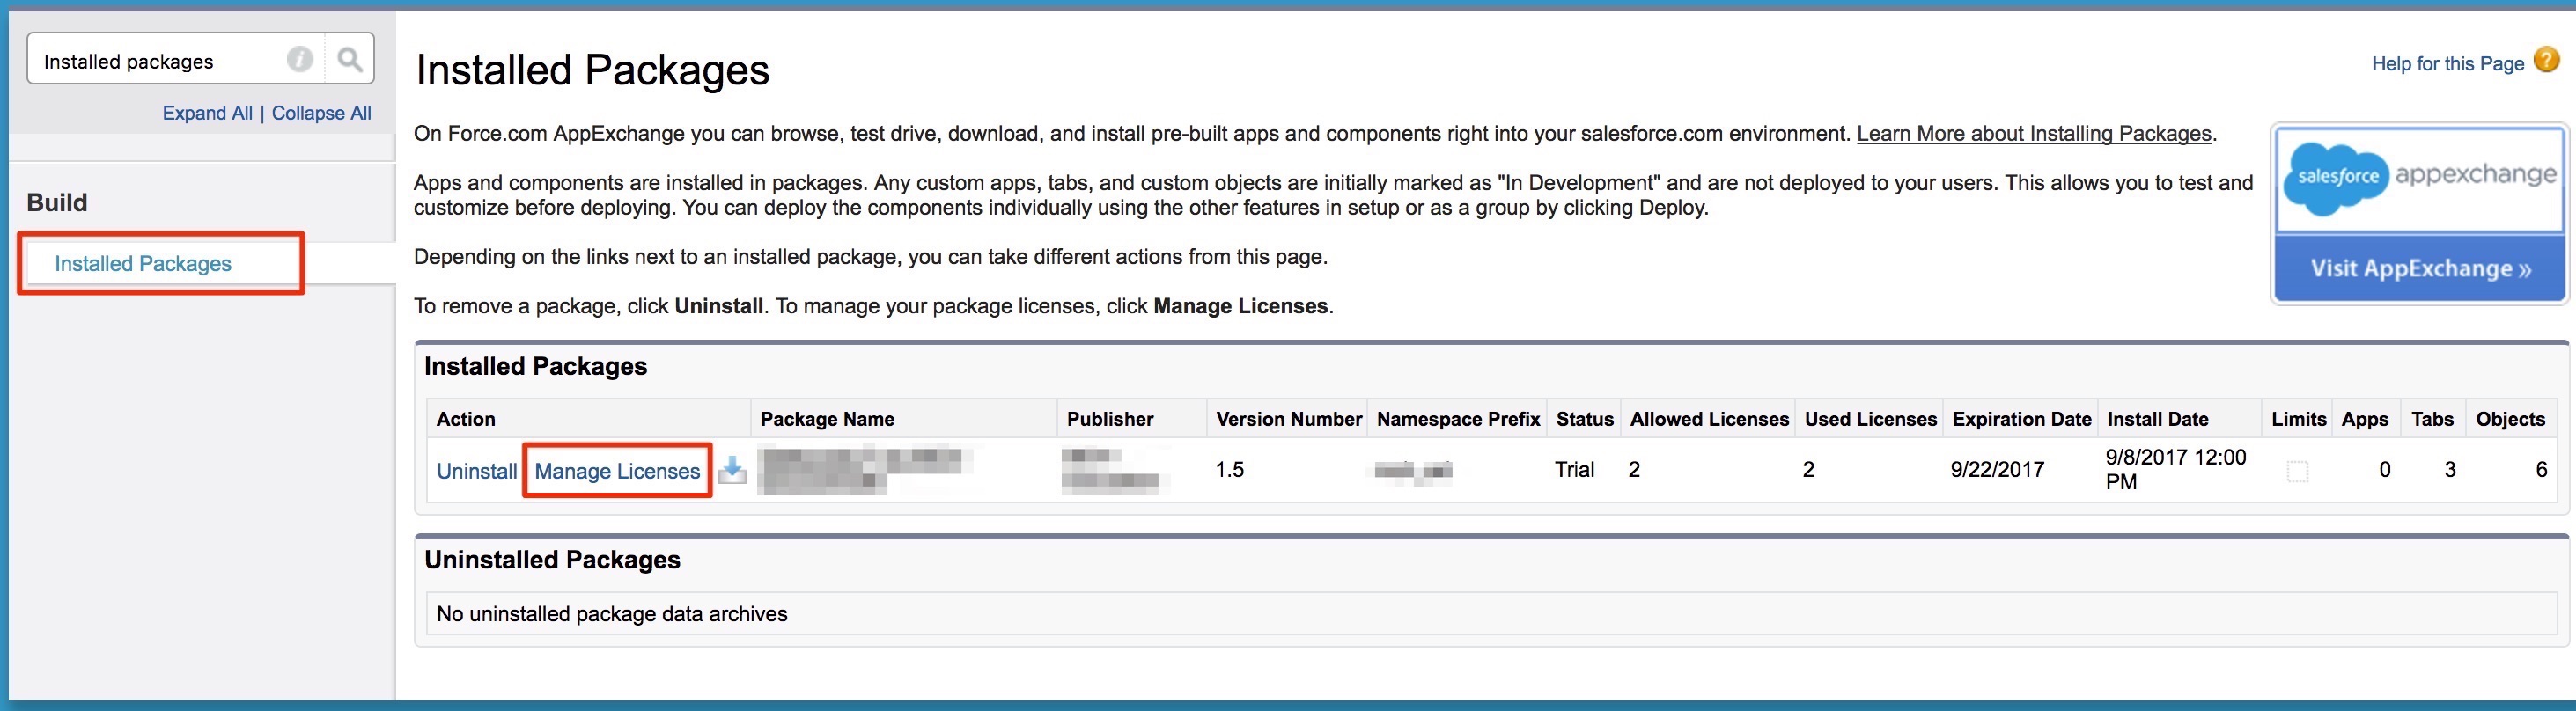 Installed packages
Expand All | Collapse All
Build
Installed Packages
Installed Packages
Help for this Page
On Force.com AppExchange you can browse, test drive, download, and install pre-built apps and components right into your salesforce.com environment. Learn More about Installing Packages.
Apps and components are installed in packages. Any custom apps, tabs, and custom objects are initially marked as "In Development" and are not deployed to your users. This allows you to test and
customize before deploying. You can deploy the components individually using the other features in setup or as a group by clicking Deploy.
Depending on the links next to an installed package, you can take different actions from this page.
To remove a package, click Uninstall. To manage your package licenses, click Manage Licenses.
salesforce appexchange
Visit AppExchange »
Installed Packages
Action Package Name Publisher Version Number Namespace Prefix Status Allowed Licenses Used Licenses Expiration Date Install Date Limits Apps Tabs Objects
Uninstall Manage Licenses 1.5 Trial 2 2 9/22/2017 9/8/2017 12:00 0 3 6
PM
Uninstalled Packages
No uninstalled package data archives